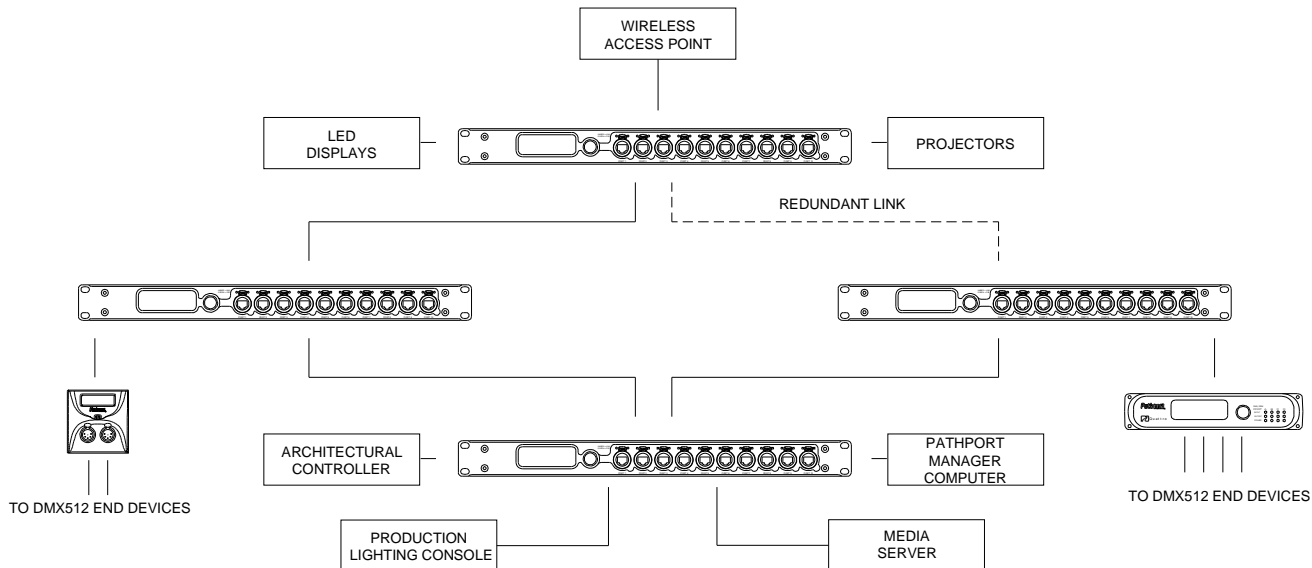 WIRELESS
ACCESS POINT
LED
DISPLAYS
PROJECTORS
REDUNDANT LINK
ARCHITECTURAL
CONTROLLER
PATHPORT
MANAGER
COMPUTER
TO DMX512 END DEVICES
TO DMX512 END DEVICES
PRODUCTION
LIGHTING CONSOLE
MEDIA
SERVER